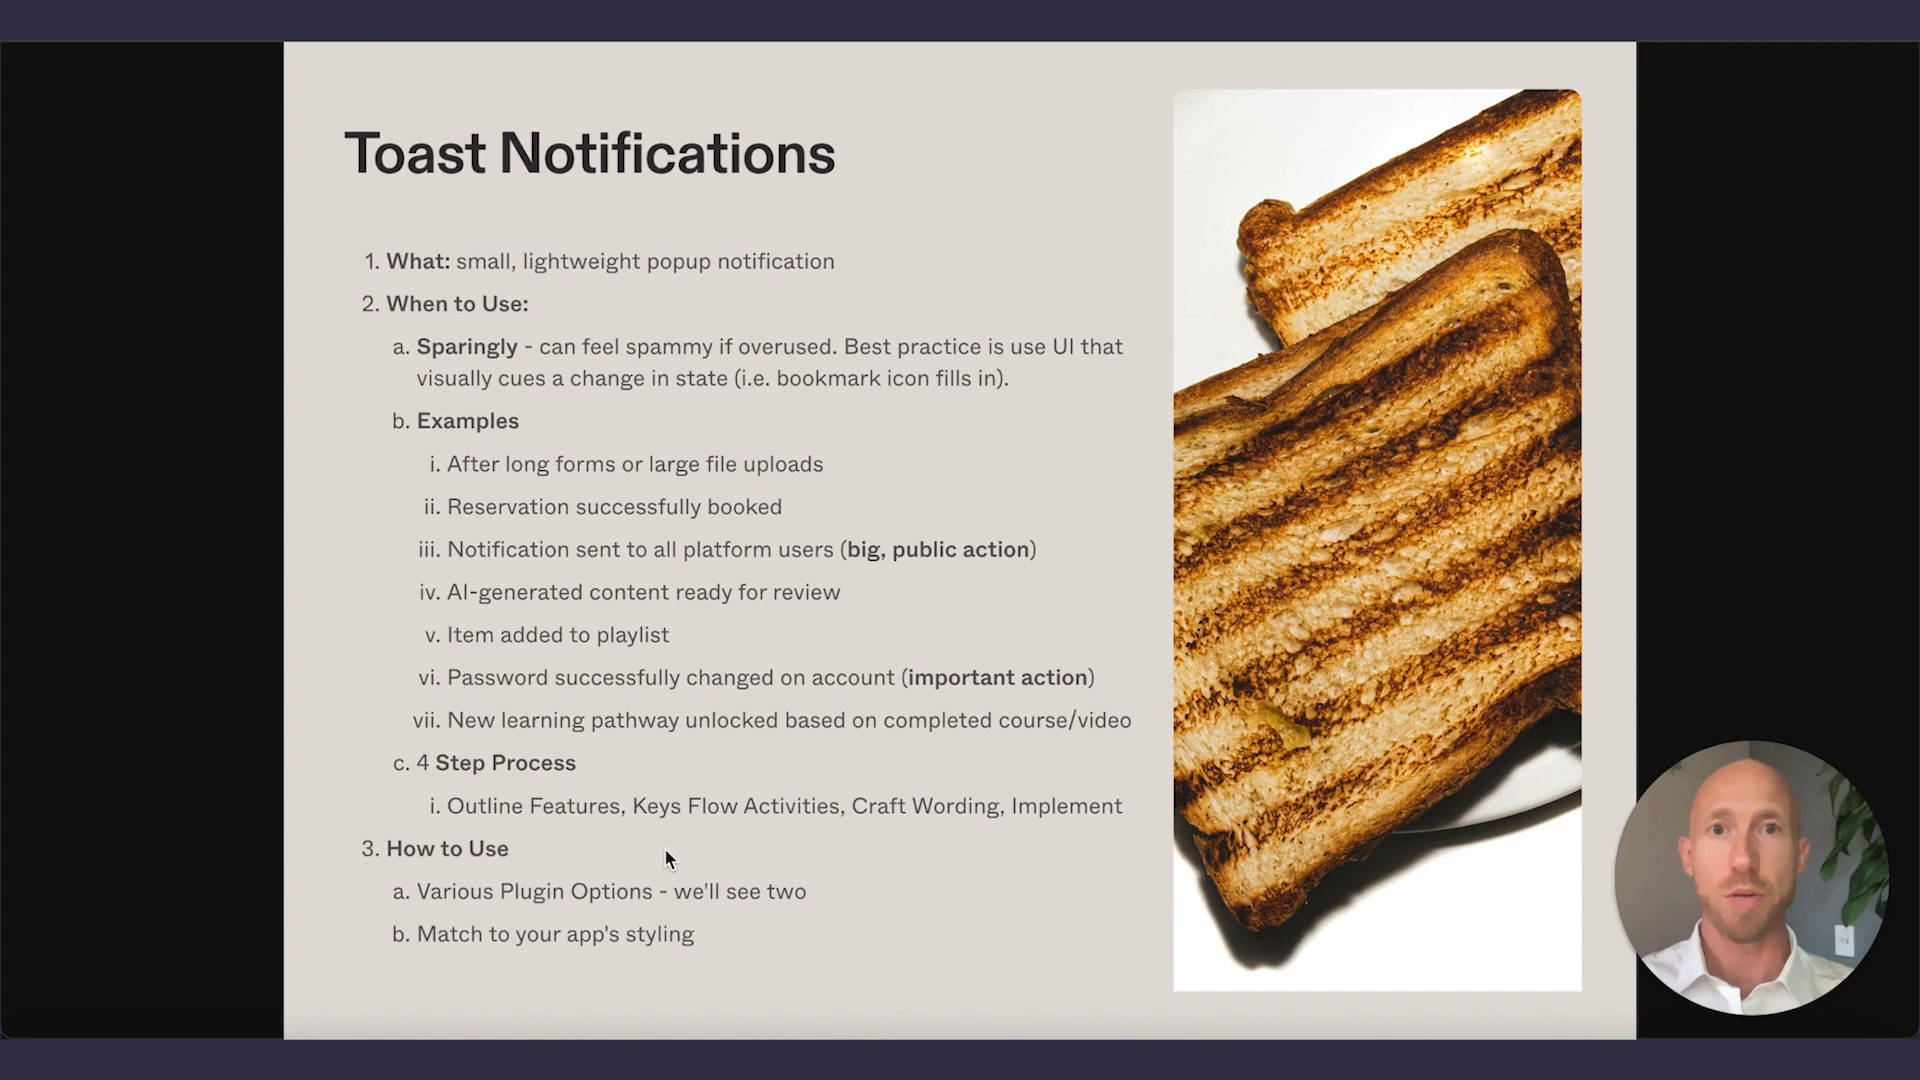 Toast Notifications
1. What: small, lightweight popup notification
2. When to Use:
a. Sparingly - can feel spammy if overused. Best practice is use UI that
visually cues a change in state (i.e. bookmark icon fills in).
b. Examples
i. After long forms or large file uploads
ii. Reservation successfully booked
iii. Notification sent to all platform users (big, public action)
iv. AI-generated content ready for review
v. Item added to playlist
vi. Password successfully changed on account (important action)
vii. New learning pathway unlocked based on completed course/video
c. 4 Step Process
i. Outline Features, Keys Flow Activities, Craft Wording, Implement
3. How to Use
a. Various Plugin Options - we'll see two
b. Match to your app's styling